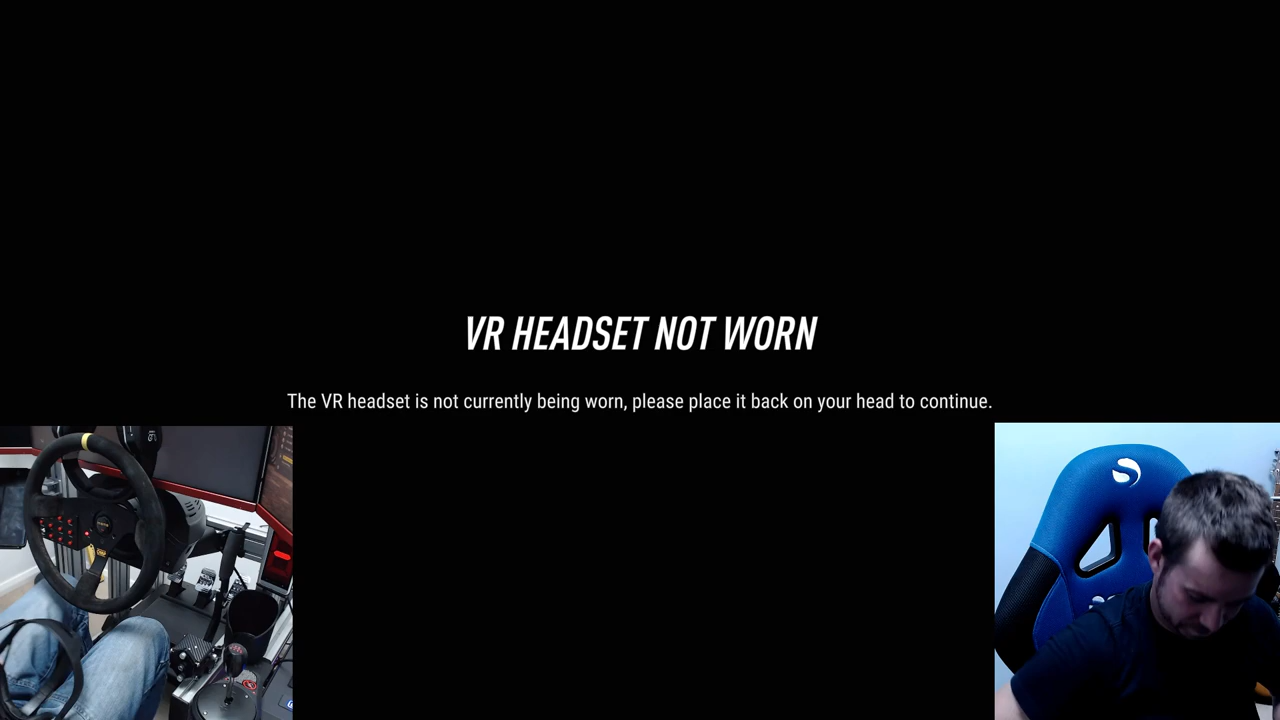 VR HEADSET NOT WORN
The VR headset is not currently being worn, please place it back on your head to continue.